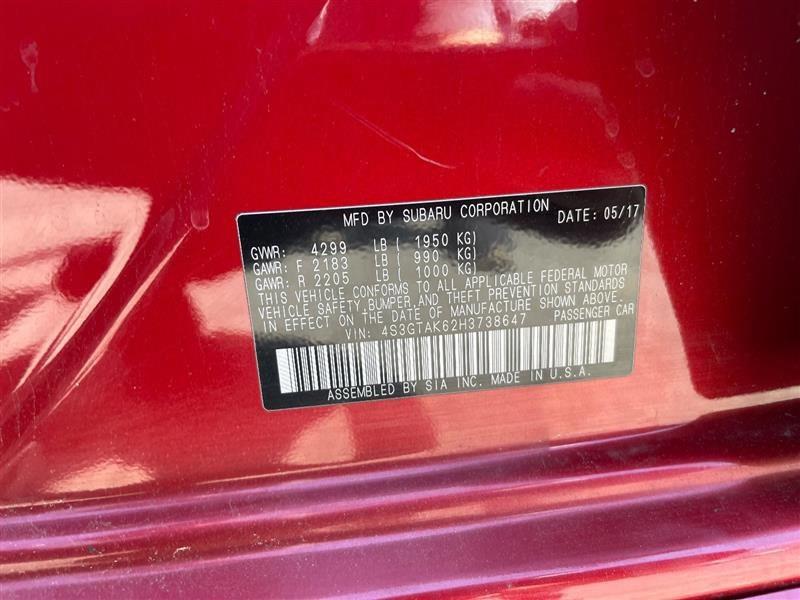 MFD BY SUBARU CORPORATION DATE: 05/17
GVWR: 4299 LB ( 1950 KG)
GAWR: F 2183 LB ( 990 KG)
GAWR: R 2205 LB ( 1000 KG)
THIS VEHICLE CONFORMS TO ALL APPLICABLE FEDERAL MOTOR
VEHICLE SAFETY,BUMPER,AND THEFT PREVENTION STANDARDS
IN EFFECT ON THE DATE OF MANUFACTURE SHOWN ABOVE.
VIN: 4S3GTAK62H3738647 PASSENGER CAR
ASSEMBLED BY SIA INC. MADE IN U.S.A.